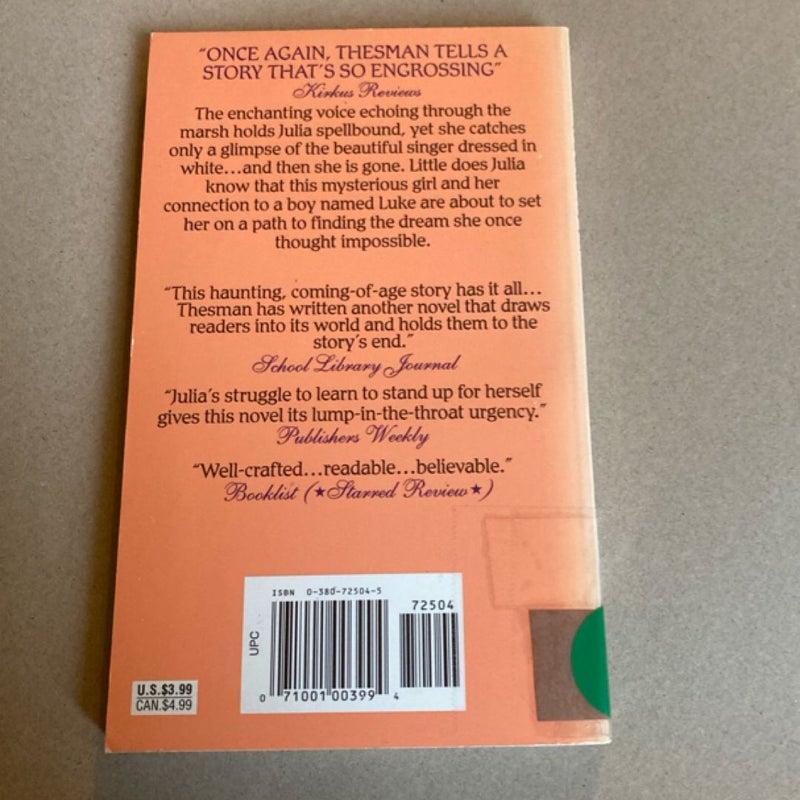 “ONCE AGAIN, THESMAN TELLS A
STORY THAT’S SO ENGROSSING”
Kirkus Reviews
The enchanting voice echoing through the
marsh holds Julia spellbound, yet she catches
only a glimpse of the beautiful singer dressed in
white...and then she is gone. Little does Julia
know that this mysterious girl and her
connection to a boy named Luke are about to set
her on a path to finding the dream she once
thought impossible.
“This haunting, coming-of-age story has it all...
Thesman has written another novel that draws
readers into its world and holds them to the
story’s end.”
School Library Journal
“Julia’s struggle to learn to stand up for herself
gives this novel its lump-in-the-throat urgency.”
Publishers Weekly
“Well-crafted...readable...believable.”
Booklist (★Starred Review★)
ISBN 0-380-72504-5
72504
UPC
0 71001 00399 4
U.S.$3.99
CAN.$4.99